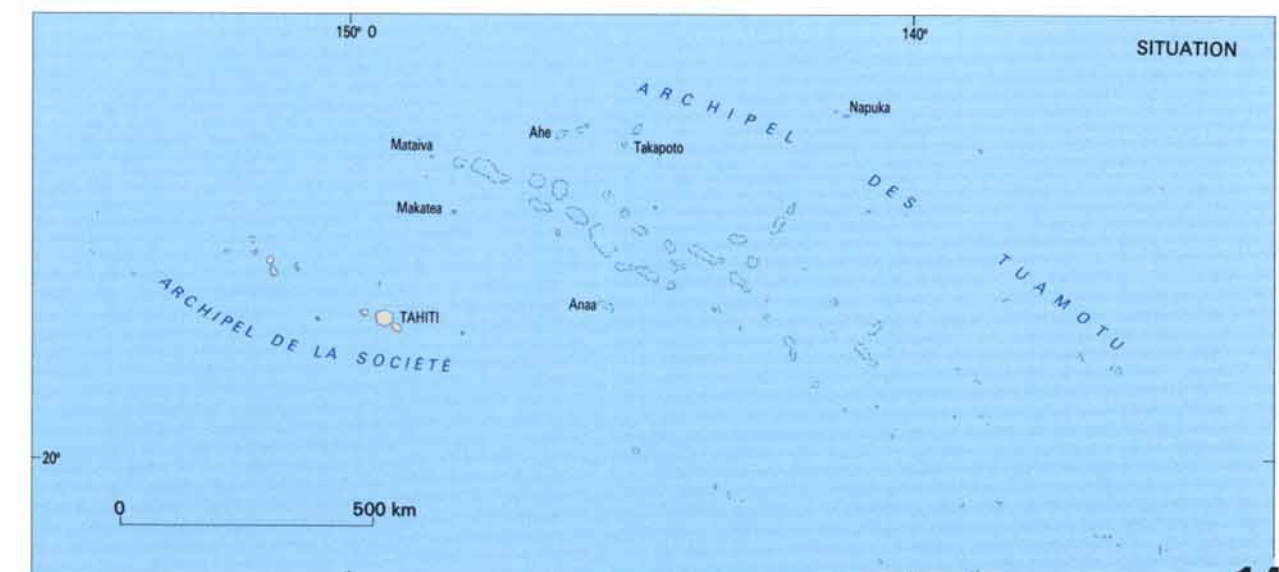 150° O
140°
SITUATION
ARCHIPEL DES TUAMOTU
Napuka
Ahe
Takapoto
Mataiva
Makatea
Anaa
TAHITI
ARCHIPEL DE LA SOCIÉTÉ
20°
0 500 km